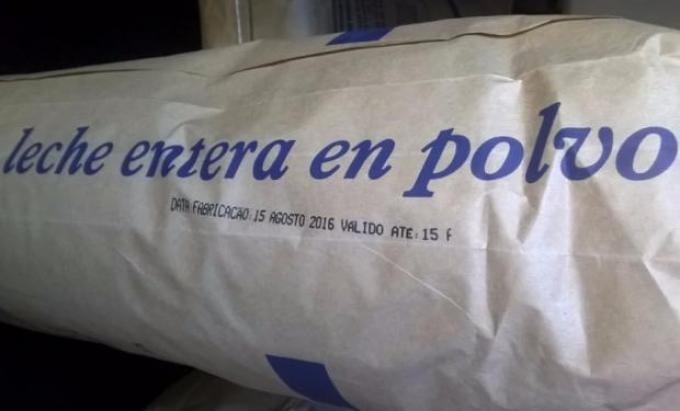 leche entera en polvo
DATA FABRICACAO: 15 AGOSTO 2016 VALIDO ATE: 15 F